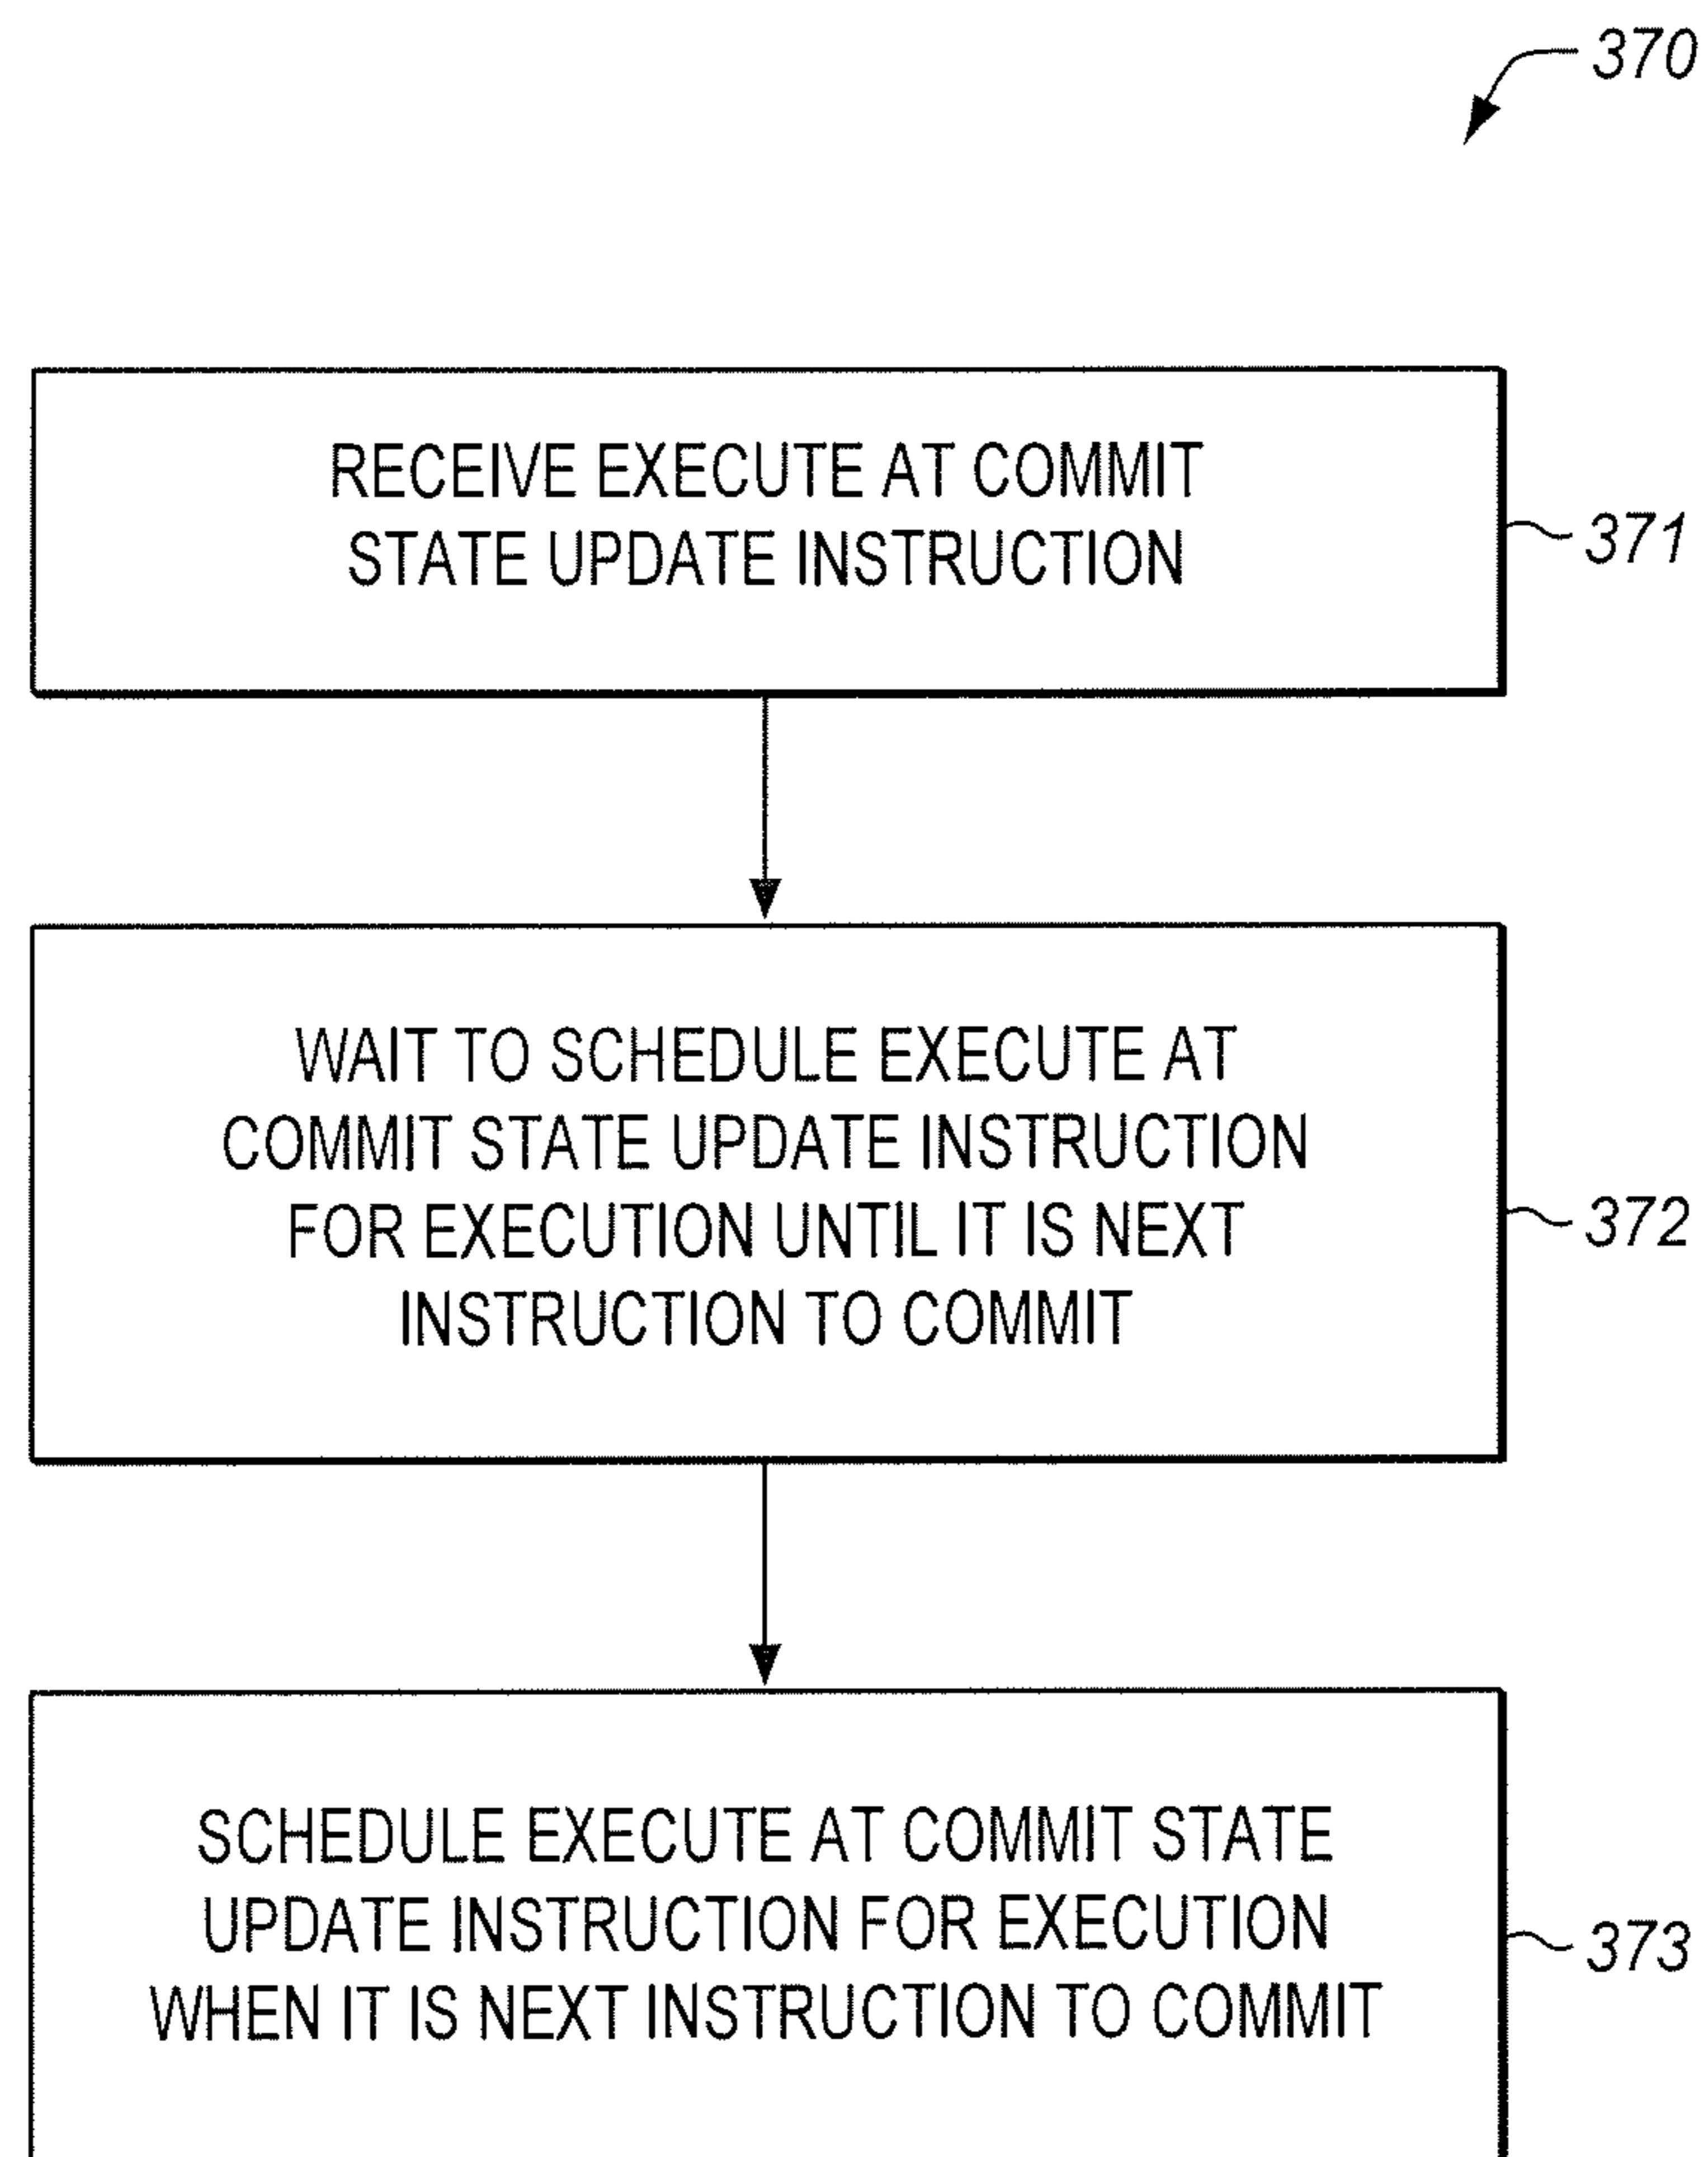 370
RECEIVE EXECUTE AT COMMIT
STATE UPDATE INSTRUCTION
371
WAIT TO SCHEDULE EXECUTE AT
COMMIT STATE UPDATE INSTRUCTION
FOR EXECUTION UNTIL IT IS NEXT
INSTRUCTION TO COMMIT
372
SCHEDULE EXECUTE AT COMMIT STATE
UPDATE INSTRUCTION FOR EXECUTION
WHEN IT IS NEXT INSTRUCTION TO COMMIT
373